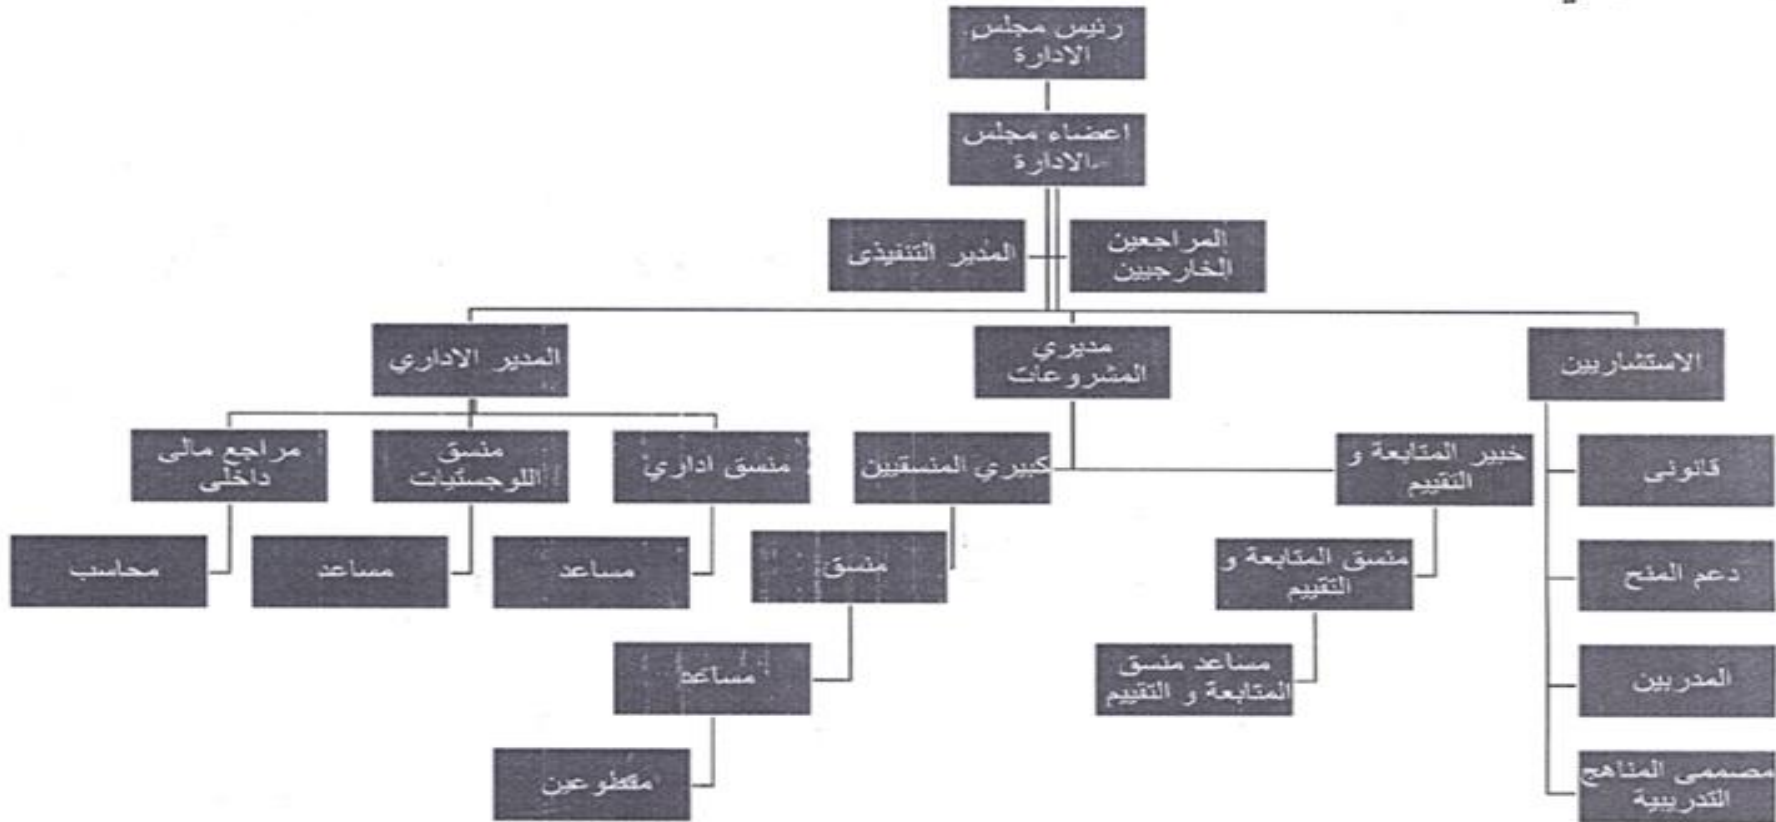 رئيس مجلس
الادارة
اعضاء مجلس
الادارة
المراجعين
الخارجيين
المدير التنفيذى
الاستشاريين
مديري
المشروعات
المدير الاداري
قانونى
خبير المتابعة و
التقييم
كبيري المنسقيين
منسق اداري
منسق
اللوجستيات
مراجع مالى
داخلى
دعم المنح
منسق المتابعة و
التقييم
منسق
مساعد
مساعد
محاسب
المدربين
مساعد منسق
المتابعة و التقييم
مساعد
مصممى المناهج
التدريبية
متطوعين